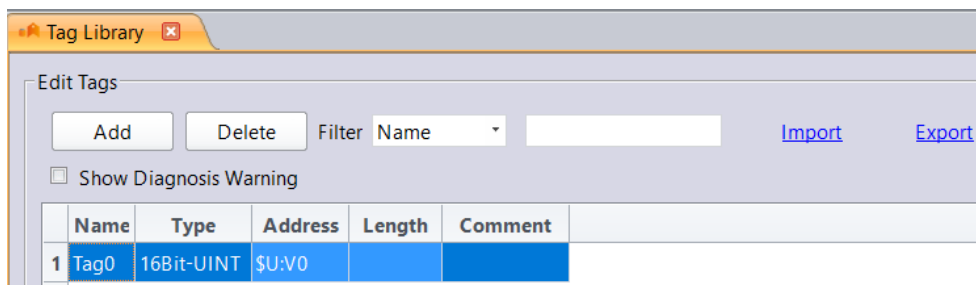 Tag Library
Edit Tags
Add Delete Filter Name Import Export
Show Diagnosis Warning
Name Type Address Length Comment
1 Tag0 16Bit-UINT $U:V0